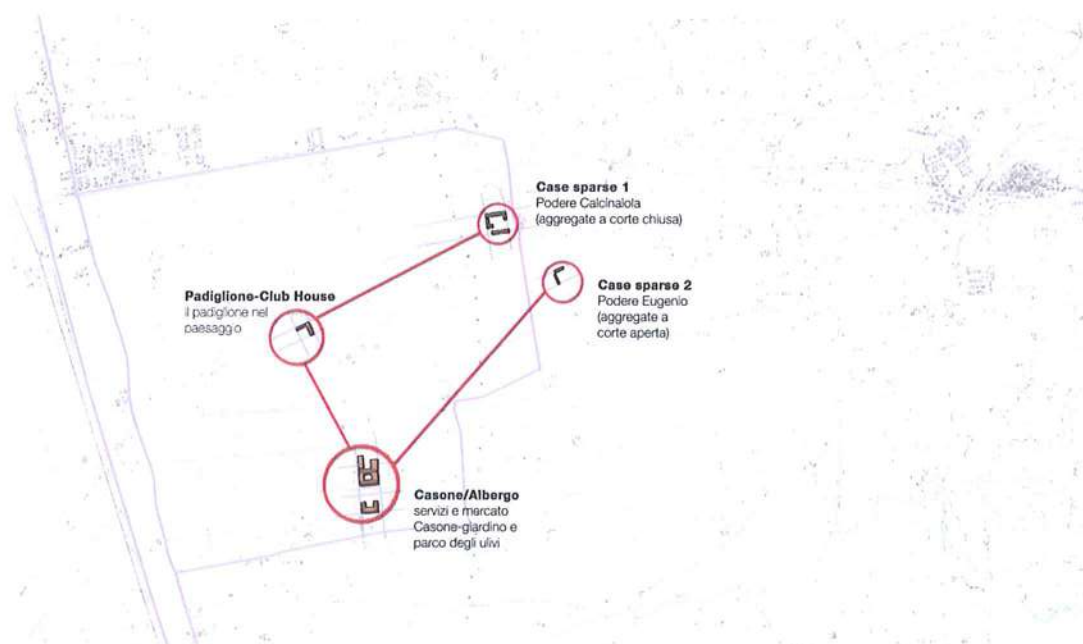 Case sparse 1
Podere Calcinaiola
(aggregate a corte chiusa)
Case sparse 2
Podere Eugenio
(aggregate a
corte aperta)
Padiglione-Club House
il padiglione nel
paesaggio
Casone/Albergo
servizi e mercato
Casone-giardino e
parco degli ulivi